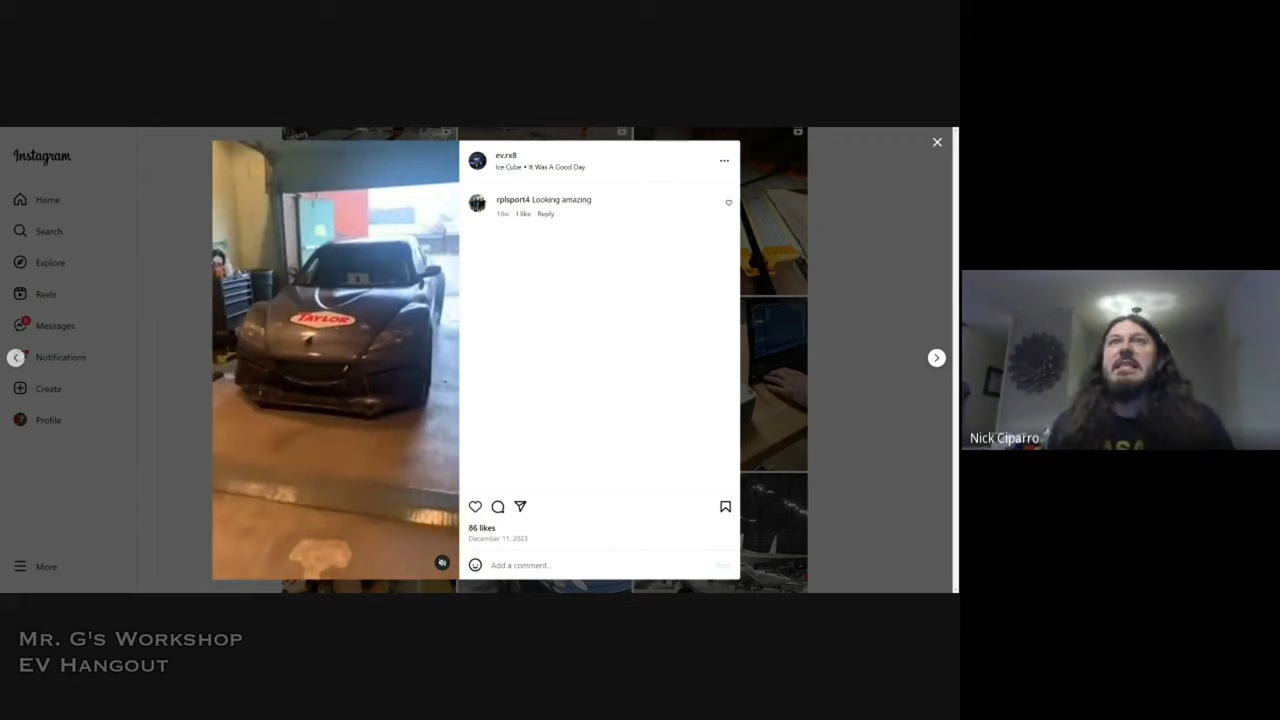 Instagram
Home
Search
Explore
Reels
Messages
Notifications
Create
Profile
More
ev.rx8
Ice Cube • It Was A Good Day
rplsport4 Looking amazing
18w 1 like Reply
TAYLOR
86 likes
December 11, 2023
Add a comment...
Post
Nick Ciparro
Mr. G's Workshop
EV Hangout